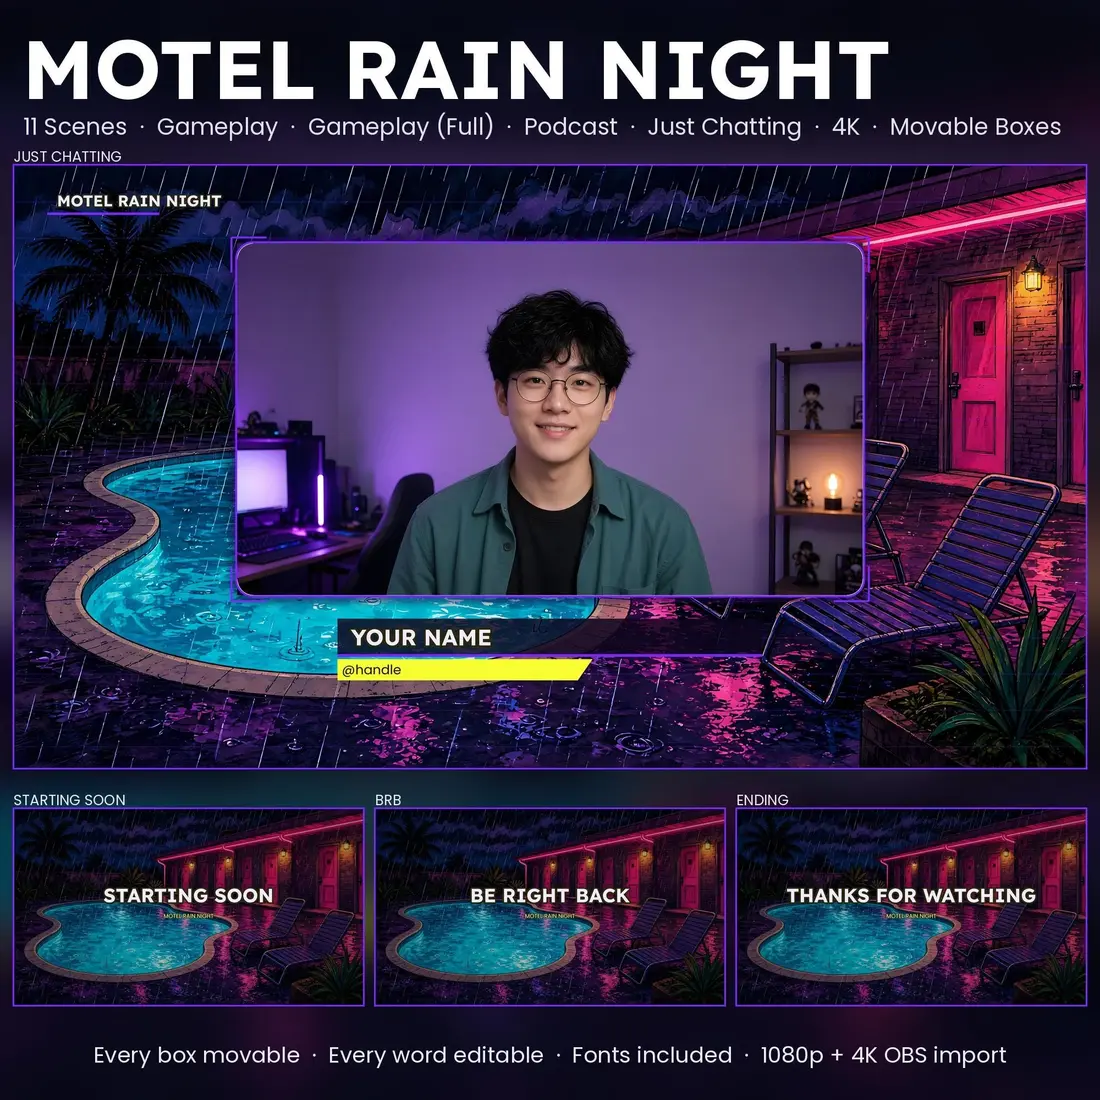 MOTEL RAIN NIGHT
11 Scenes · Gameplay · Gameplay (Full) · Podcast · Just Chatting · 4K · Movable Boxes
JUST CHATTING
MOTEL RAIN NIGHT
YOUR NAME
@handle
STARTING SOON
STARTING SOON
MOTEL RAIN NIGHT
BRB
BE RIGHT BACK
MOTEL RAIN NIGHT
ENDING
THANKS FOR WATCHING
MOTEL RAIN NIGHT
Every box movable · Every word editable · Fonts included · 1080p + 4K OBS import